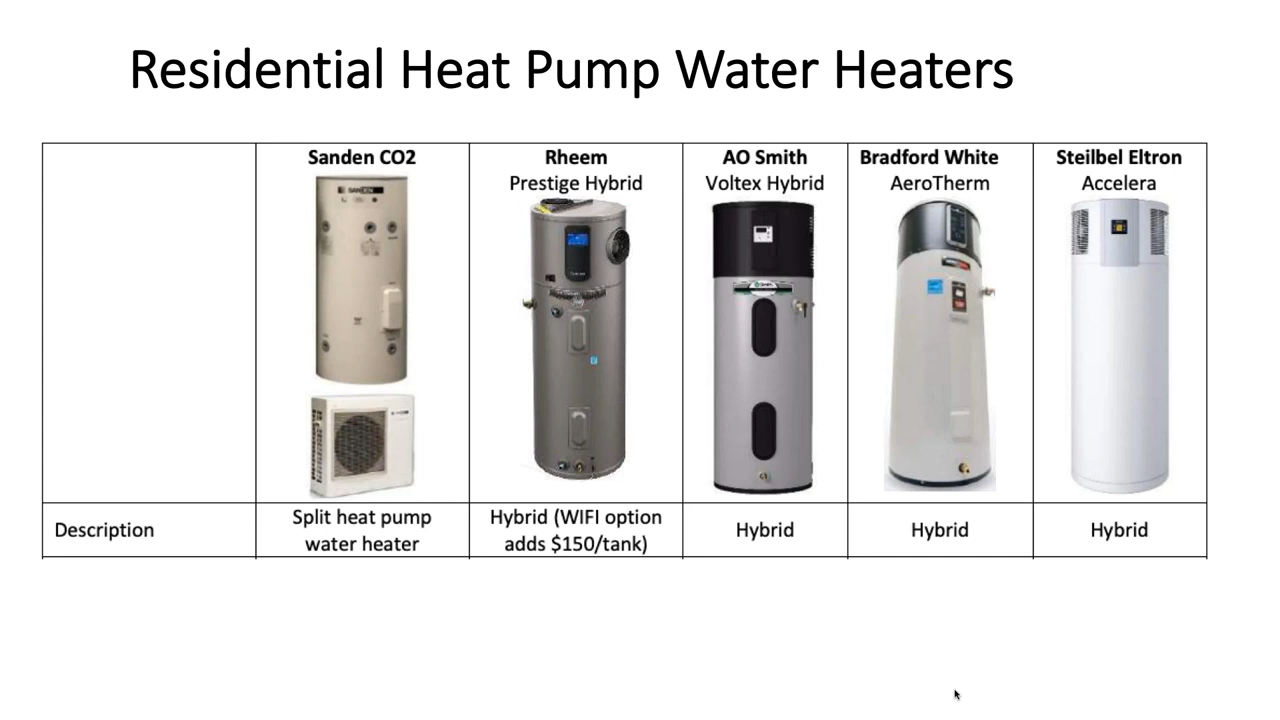 Residential Heat Pump Water Heaters
Sanden CO2
Rheem
Prestige Hybrid
AO Smith
Voltex Hybrid
Bradford White
AeroTherm
Steilbel Eltron
Accelera
SANDEN
Description
Split heat pump
water heater
Hybrid (WIFI option
adds $150/tank)
Hybrid
Hybrid
Hybrid